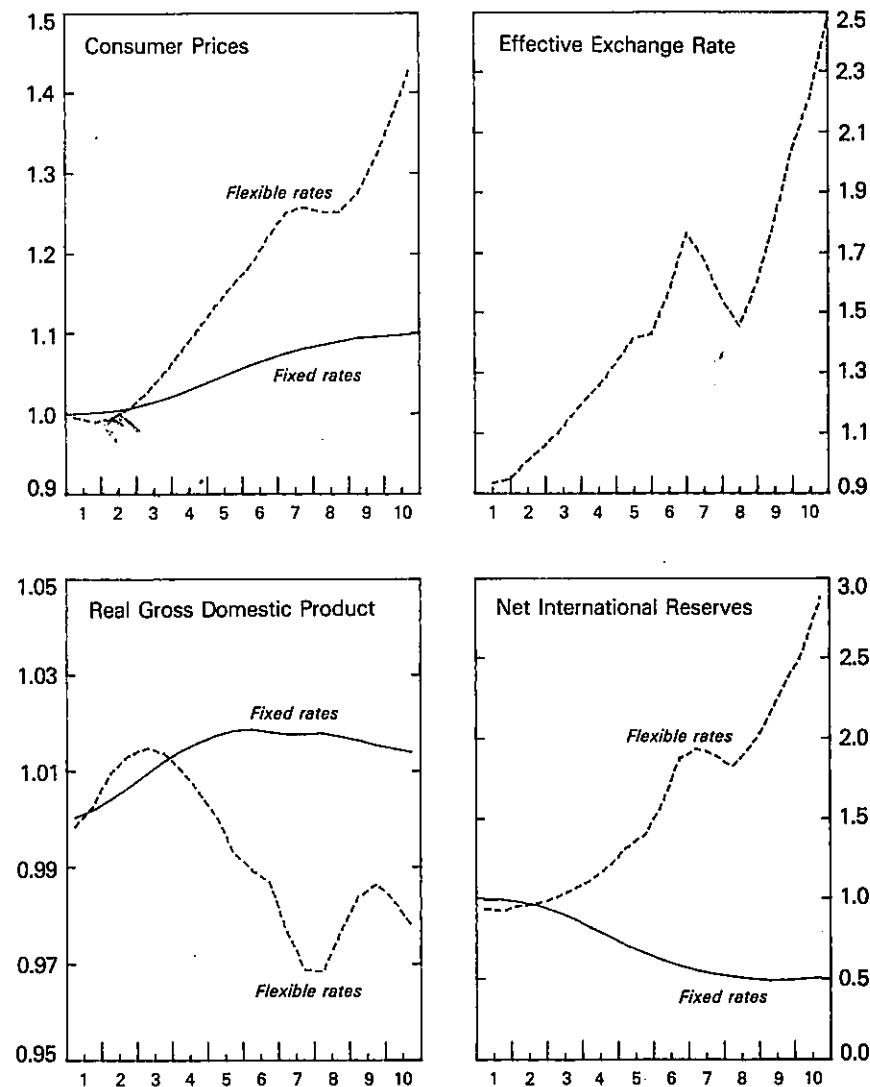 Consumer Prices
1.5
1.4
1.3
1.2
1.1
1.0
0.9
Flexible rates
Fixed rates
1 2 3 4 5 6 7 8 9 10
Effective Exchange Rate
2.5
2.3
2.1
1.9
1.7
1.5
1.3
1.1
0.9
1 2 3 4 5 6 7 8 9 10
Real Gross Domestic Product
1.05
1.03
1.01
0.99
0.97
0.95
Fixed rates
Flexible rates
1 2 3 4 5 6 7 8 9 10
Net International Reserves
3.0
2.5
2.0
1.5
1.0
0.5
0.0
Flexible rates
Fixed rates
1 2 3 4 5 6 7 8 9 10